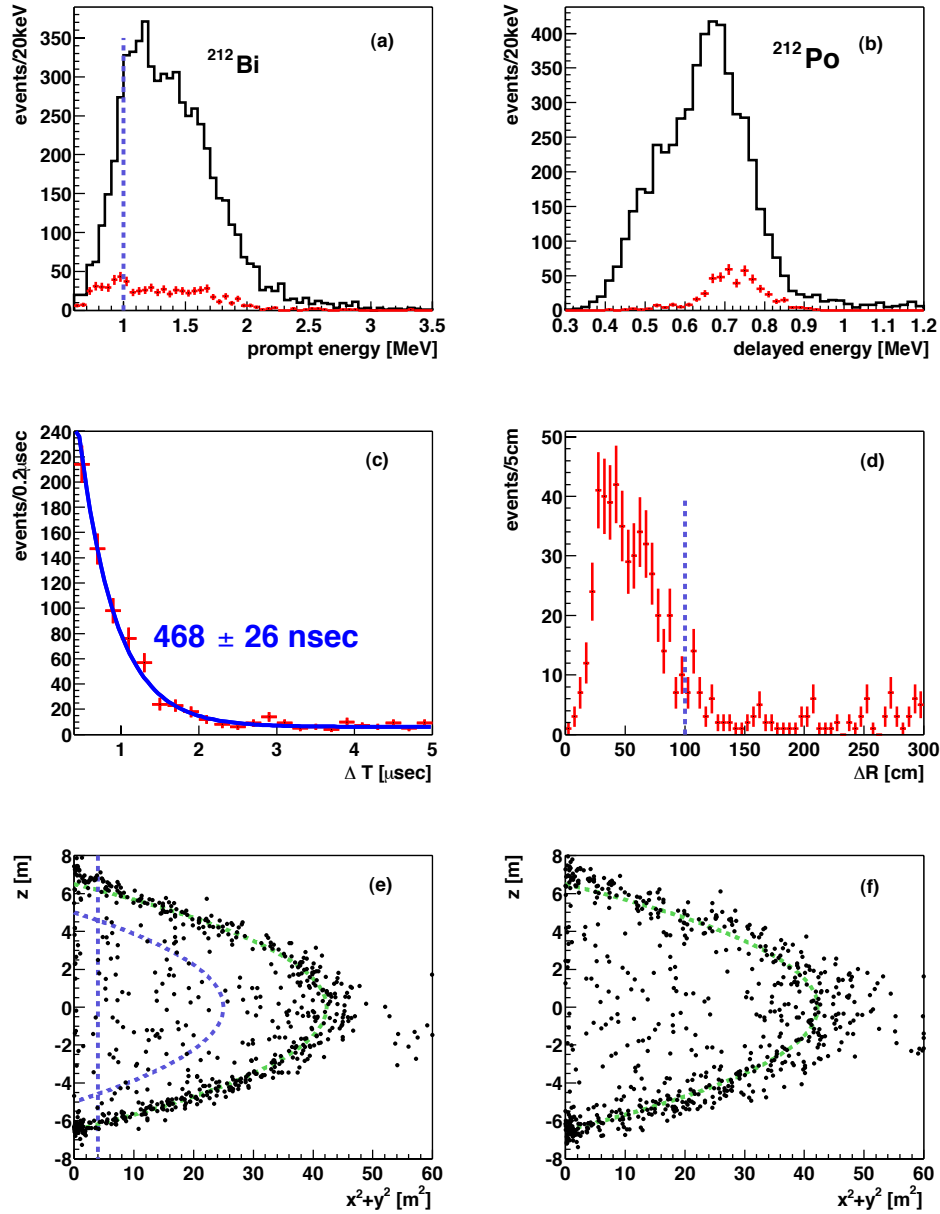 events/20keV
350
300
250
200
150
100
50
0
²¹²Bi
(a)
1 1.5 2 2.5 3 3.5
prompt energy [MeV]
events/20keV
400
350
300
250
200
150
100
50
0
²¹²Po
(b)
0.3 0.4 0.5 0.6 0.7 0.8 0.9 1 1.1 1.2
delayed energy [MeV]
events/0.2μsec
240
220
200
180
160
140
120
100
80
60
40
20
0
(c)
468 ± 26 nsec
1 2 3 4 5
Δ T [μsec]
events/5cm
50
40
30
20
10
0
(d)
0 50 100 150 200 250 300
ΔR [cm]
z [m]
8
6
4
2
0
-2
-4
-6
-8
(e)
0 10 20 30 40 50 60
x²+y² [m²]
z [m]
8
6
4
2
0
-2
-4
-6
-8
(f)
0 10 20 30 40 50 60
x²+y² [m²]